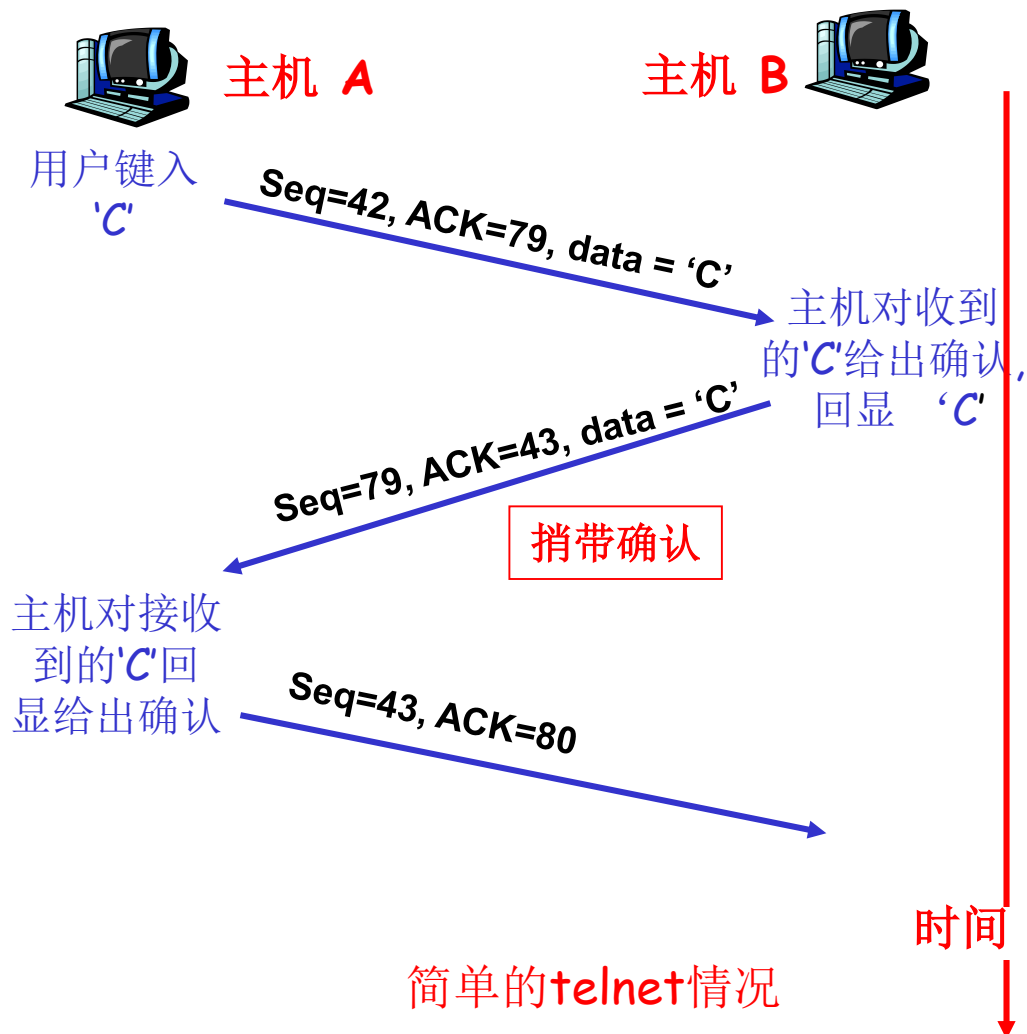 主机 A
主机 B
用户键入
‘C’
Seq=42, ACK=79, data = ‘C’
主机对收到
的‘C’给出确认,
回显 ‘C’
Seq=79, ACK=43, data = ‘C’
捎带确认
主机对接收
到的‘C’回
显给出确认
Seq=43, ACK=80
时间
简单的telnet情况